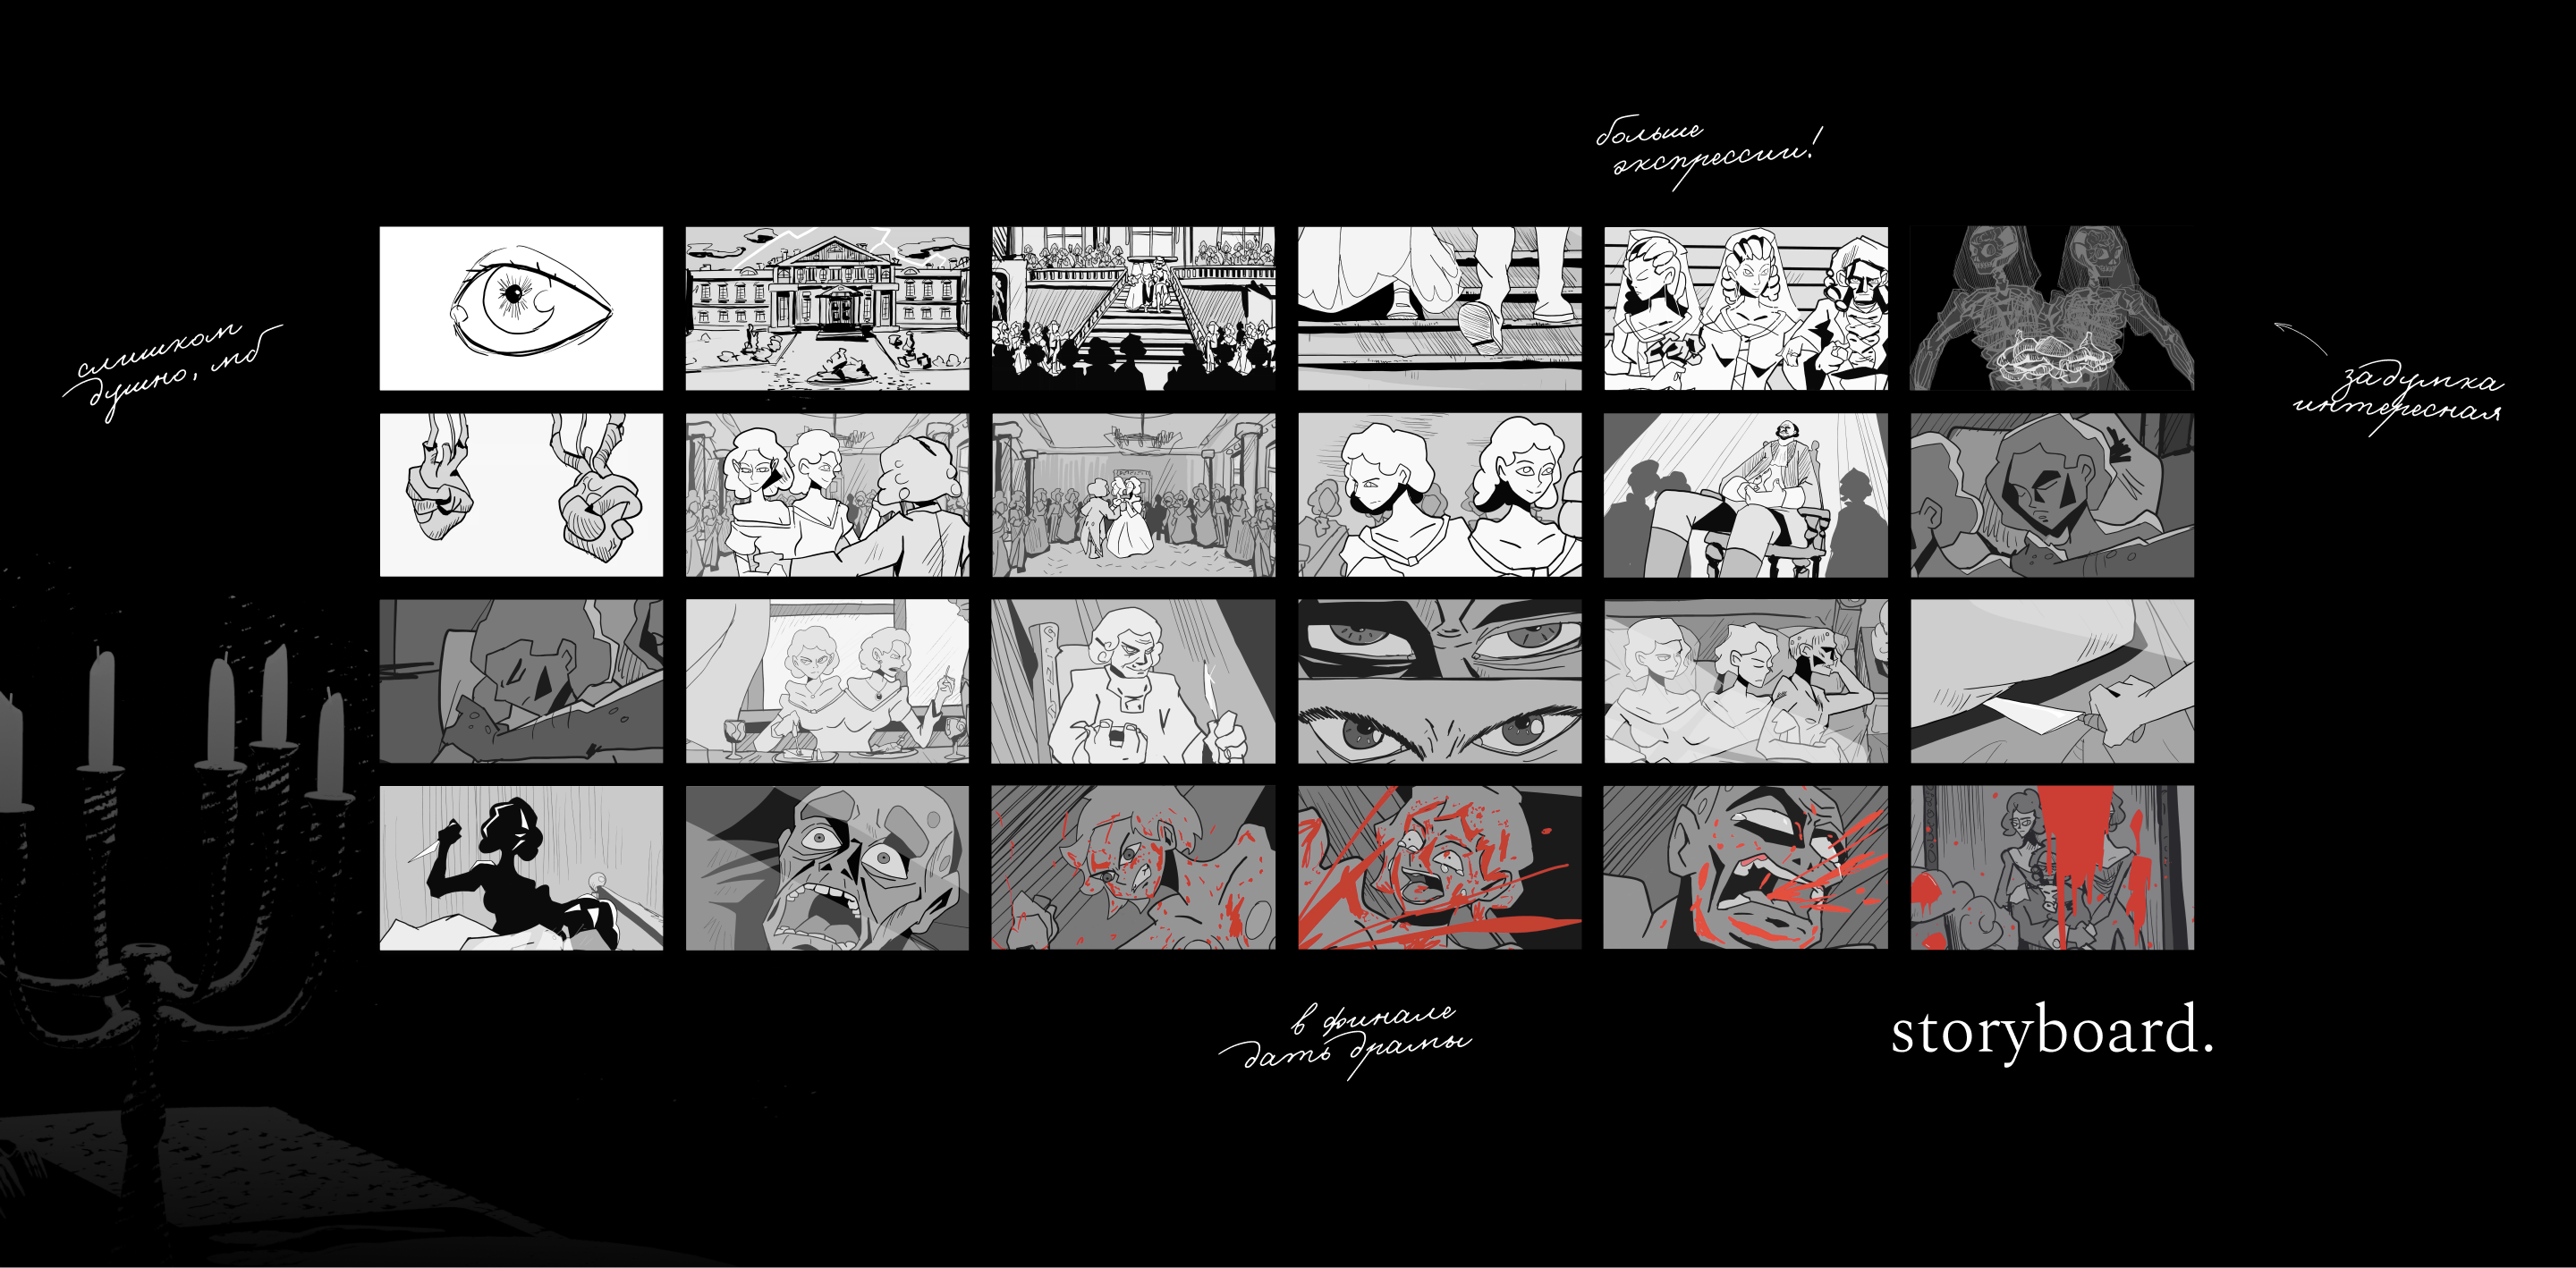 больше
экспрессии!
слишком
душно, мб
задумка
интересная
в финале
дать драмы
storyboard.